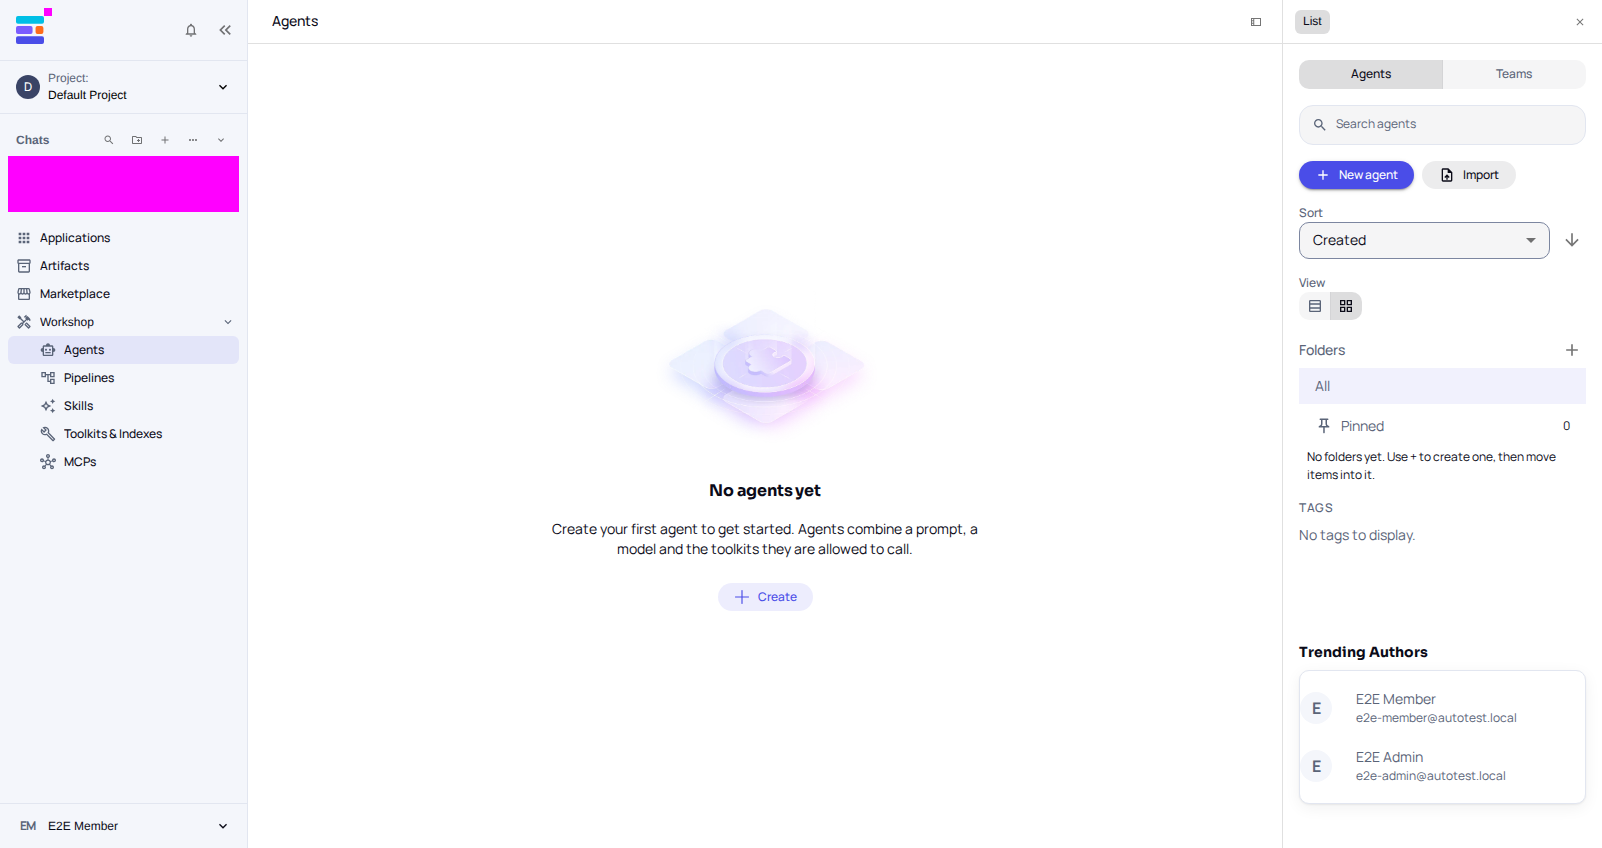 Project:
D
Default Project
Chats
Applications
Artifacts
Marketplace
Workshop
Agents
Pipelines
Skills
Toolkits & Indexes
MCPs
EM
E2E Member
Agents
No agents yet
Create your first agent to get started. Agents combine a prompt, a
model and the toolkits they are allowed to call.
Create
List
Agents
Teams
Search agents
New agent
Import
Sort
Created
View
Folders
All
Pinned
0
No folders yet. Use + to create one, then move
items into it.
TAGS
No tags to display.
Trending Authors
E
E2E Member
e2e-member@autotest.local
E
E2E Admin
e2e-admin@autotest.local